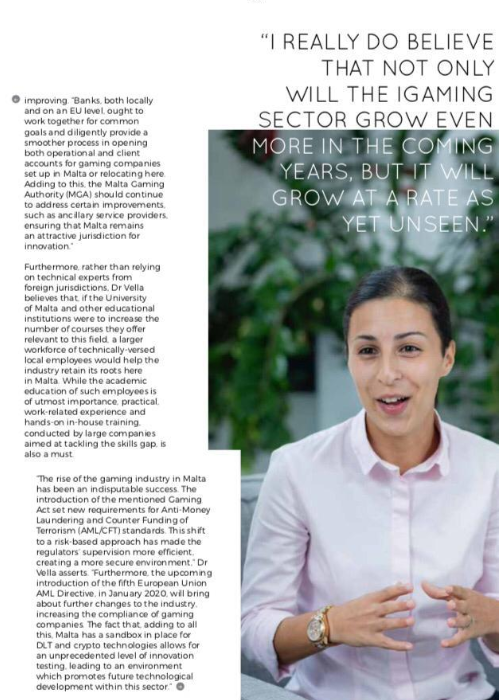 "I REALLY DO BELIEVE
THAT NOT ONLY
WILL THE IGAMING
SECTOR GROW EVEN
MORE IN THE COMING
YEARS, BUT IT WILL
GROW AT A RATE AS
YET UNSEEN."
improving. "Banks, both locally
and on an EU level, ought to
work together for common
goals and diligently provide a
smoother process in opening
both operational and client
accounts for gaming companies
set up in Malta or relocating here.
Adding to this, the Malta Gaming
Authority (MGA) should continue
to address certain improvements,
such as ancillary service providers,
ensuring that Malta remains
an attractive jurisdiction for
innovation."
Furthermore, rather than relying
on technical experts from
foreign jurisdictions, Dr Vella
believes that, if the University
of Malta and other educational
institutions were to increase the
number of courses they offer
relevant to this field, a larger
workforce of technically-versed
local employees would help the
industry retain its roots here
in Malta. While the academic
education of such employees is
of utmost importance, practical,
work-related experience and
hands-on in-house training,
conducted by large companies
aimed at tackling the skills gap, is
also a must.
"The rise of the gaming industry in Malta
has been an indisputable success. The
introduction of the mentioned Gaming
Act set new requirements for Anti-Money
Laundering and Counter Funding of
Terrorism (AML/CFT) standards. This shift
to a risk-based approach has made the
regulators' supervision more efficient,
creating a more secure environment," Dr
Vella asserts. "Furthermore, the upcoming
introduction of the fifth European Union
AML Directive, in January 2020, will bring
about further changes to the industry,
increasing the compliance of gaming
companies. The fact that, adding to all
this, Malta has a sandbox in place for
DLT and crypto technologies allows for
an unprecedented level of innovation
testing, leading to an environment
which promotes future technological
development within this sector."